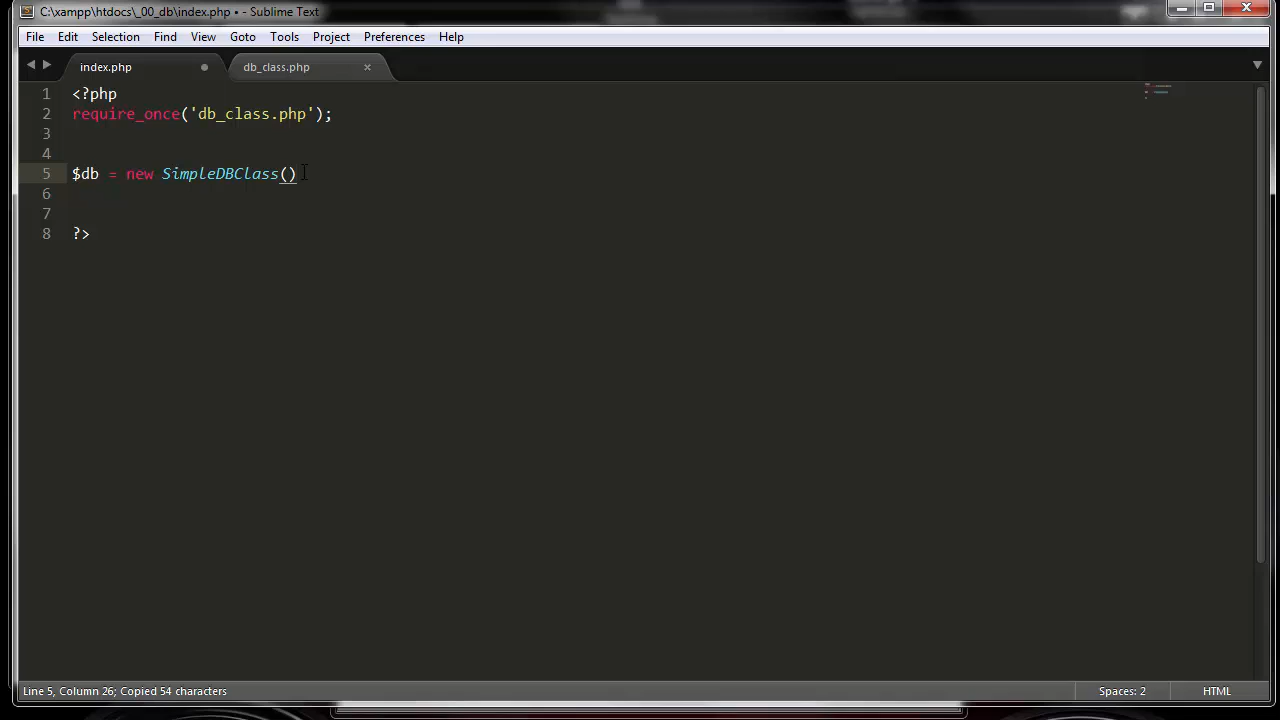 C:\xampp\htdocs\_00_db\index.php • - Sublime Text
File Edit Selection Find View Goto Tools Project Preferences Help
index.php db_class.php
1 <?php
2 require_once('db_class.php');
3
4
5 $db = new SimpleDBClass()
6
7
8 ?>
Line 5, Column 26; Copied 54 characters Spaces: 2 HTML